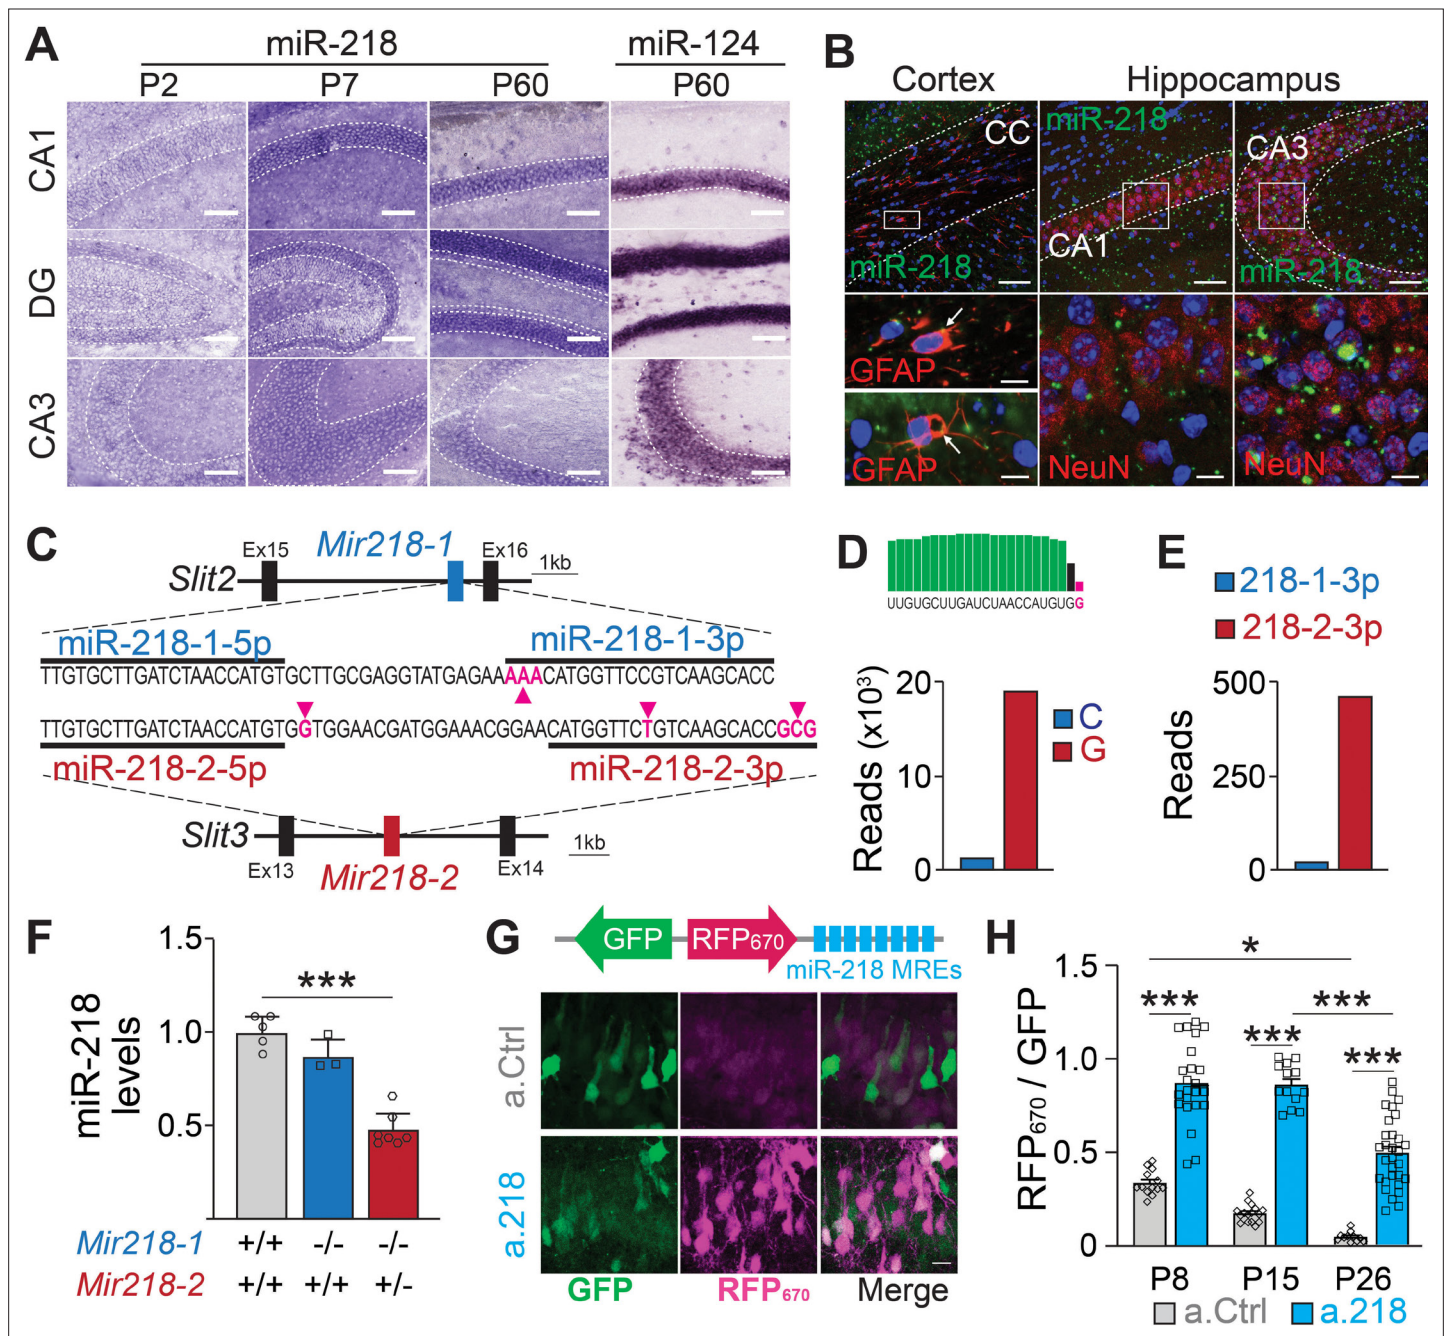 A
miR-218
miR-124
P2
P7
P60
P60
CA1
DG
CA3
B
Cortex
Hippocampus
CC
miR-218
miR-218
CA1
CA3
miR-218
GFAP
GFAP
NeuN
NeuN
C
Slit2
Ex15
Mir218-1
Ex16
1kb
miR-218-1-5p
miR-218-1-3p
TTGTGCTTGATCTAACCATGTGCTTGCGAGGTATGAGAAAAACATGGTTCCGTCAAGCACC
TTGTGCTTGATCTAACCATGTGGTGGAACGATGGAAACGGAACATGGTTCTGTCAAGCACCGCG
miR-218-2-5p
miR-218-2-3p
Slit3
Ex13
Mir218-2
Ex14
1kb
D
UUGUGCUUGAUCUAACCAUGUGG
Reads (x10³)
20
10
0
C
G
E
218-1-3p
218-2-3p
Reads
500
250
0
F
miR-218
levels
1.5
1.0
0.5
***
Mir218-1 +/+ -/- -/-
Mir218-2 +/+ +/+ +/-
G
GFP
RFP670
miR-218 MREs
a.Ctrl
a.218
GFP
RFP670
Merge
H
RFP670 / GFP
1.5
1.0
0.5
0
*
***
***
***
***
P8
P15
P26
a.Ctrl
a.218